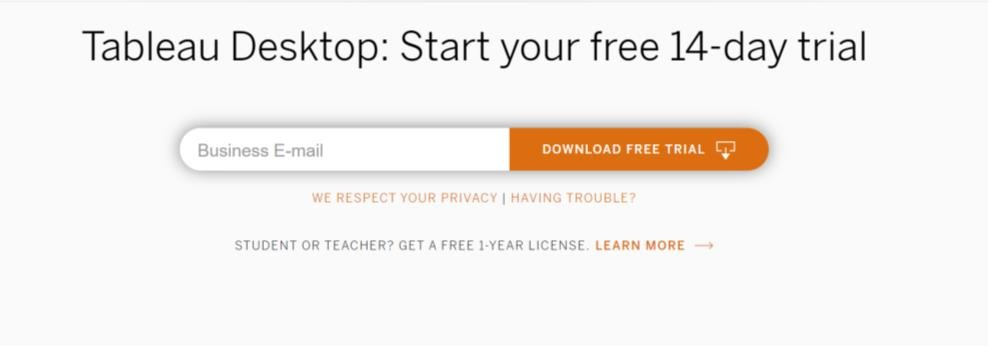 Tableau Desktop: Start your free 14-day trial
Business E-mail DOWNLOAD FREE TRIAL
WE RESPECT YOUR PRIVACY | HAVING TROUBLE?
STUDENT OR TEACHER? GET A FREE 1-YEAR LICENSE. LEARN MORE